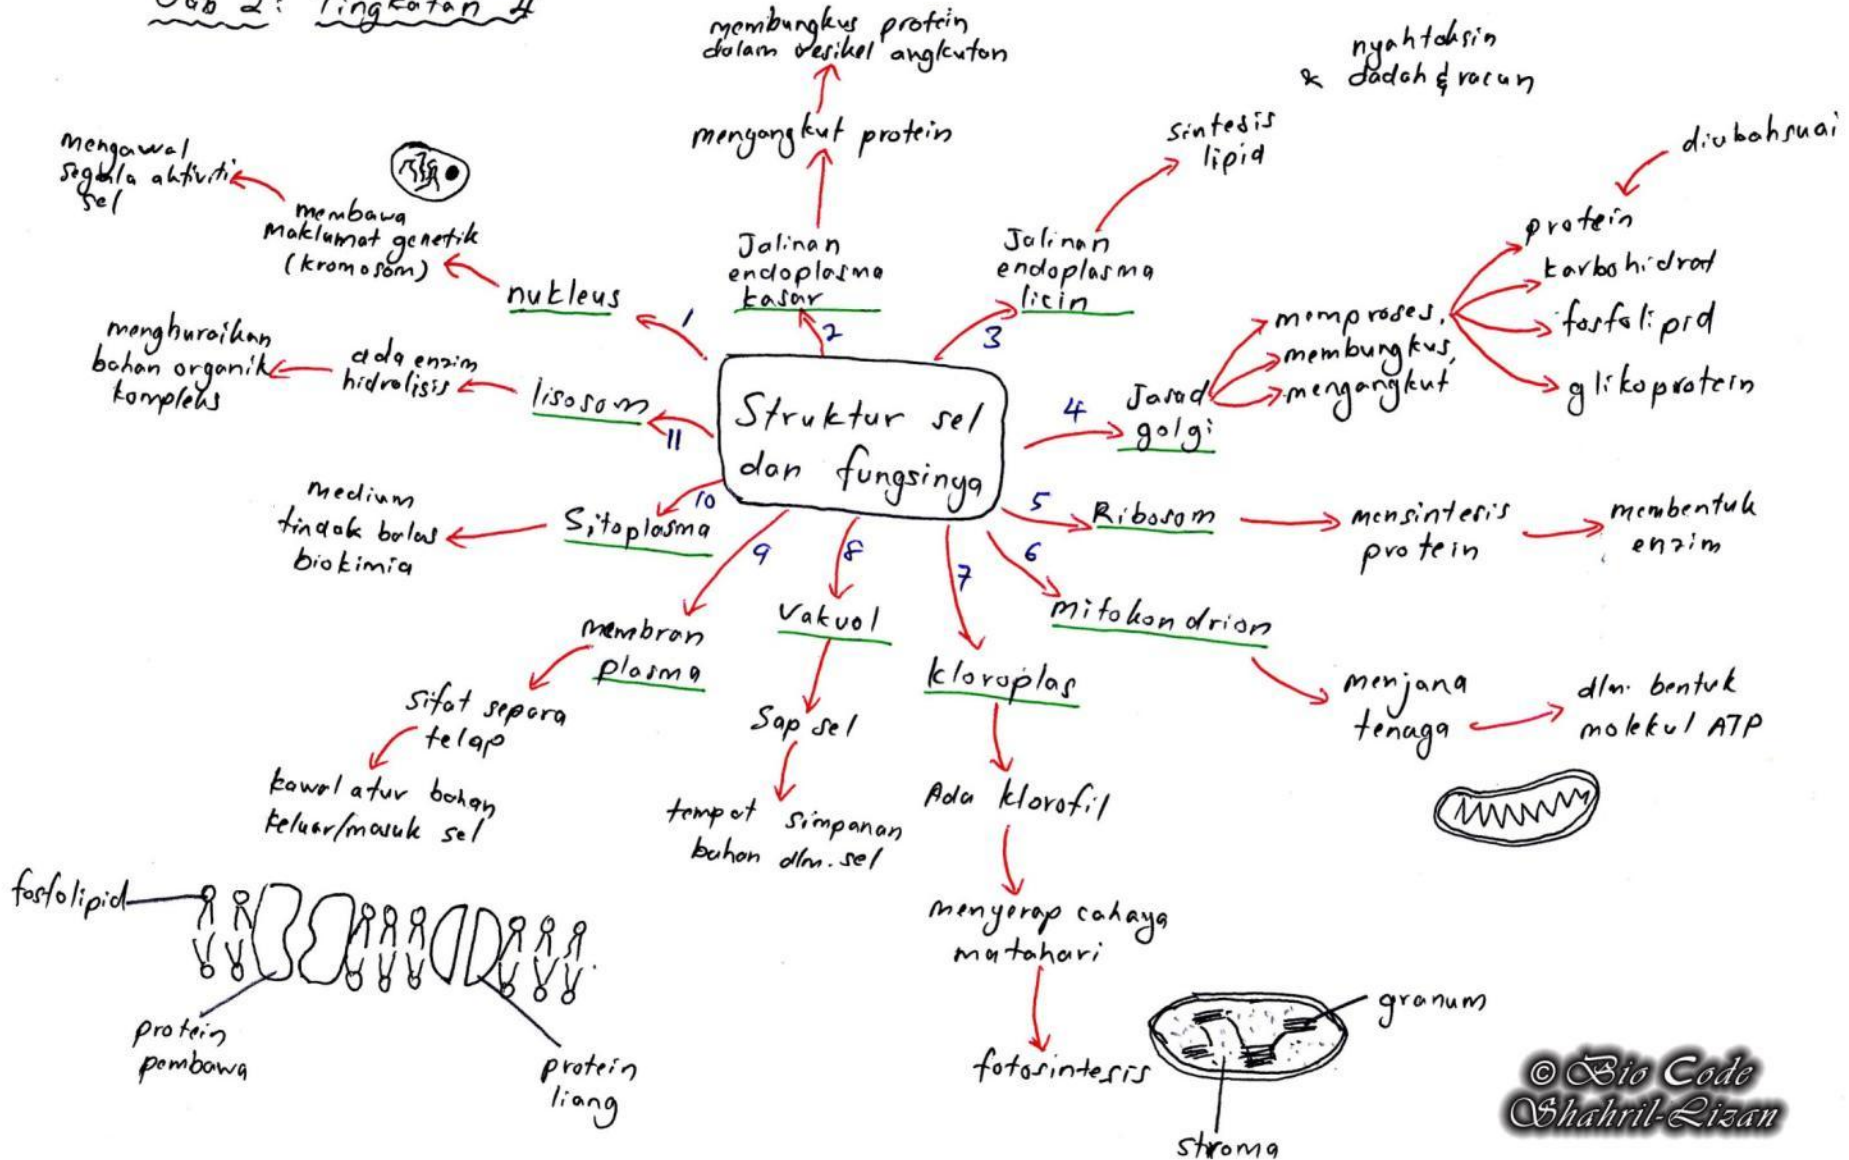 Bab 2: Tingkatan 4
Struktur sel
dan fungsinya
1
nukleus
membawa
maklumat genetik
(kromosom)
mengawal
segala aktiviti
sel
2
Jalinan
endoplasma
kasar
mengangkut protein
membungkus protein
dalam vesikel angkutan
3
Jalinan
endoplasma
licin
sintesis
lipid
nyahtoksin
& dadah & racun
4
Jasad
golgi
memproses,
membungkus,
mengangkut
protein
karbohidrat
fosfolipid
glikoprotein
diubahsuai
5
Ribosom
mensintesis
protein
membentuk
enzim
6
mitokondrion
menjana
tenaga
dlm. bentuk
molekul ATP
7
kloroplas
Ada klorofil
menyerap cahaya
matahari
fotosintesis
granum
stroma
8
Vakuol
Sap sel
tempat simpanan
bahan dlm. sel
9
membran
plasma
Sifat separa
telap
kawal atur bahan
keluar/masuk sel
fosfolipid
protein
pembawa
protein
liang
10
Sitoplasma
medium
tindak balas
biokimia
11
lisosom
ada enzim
hidrolisis
menghuraikan
bahan organik
kompleks
© Bio Code
Shahril-Lizan